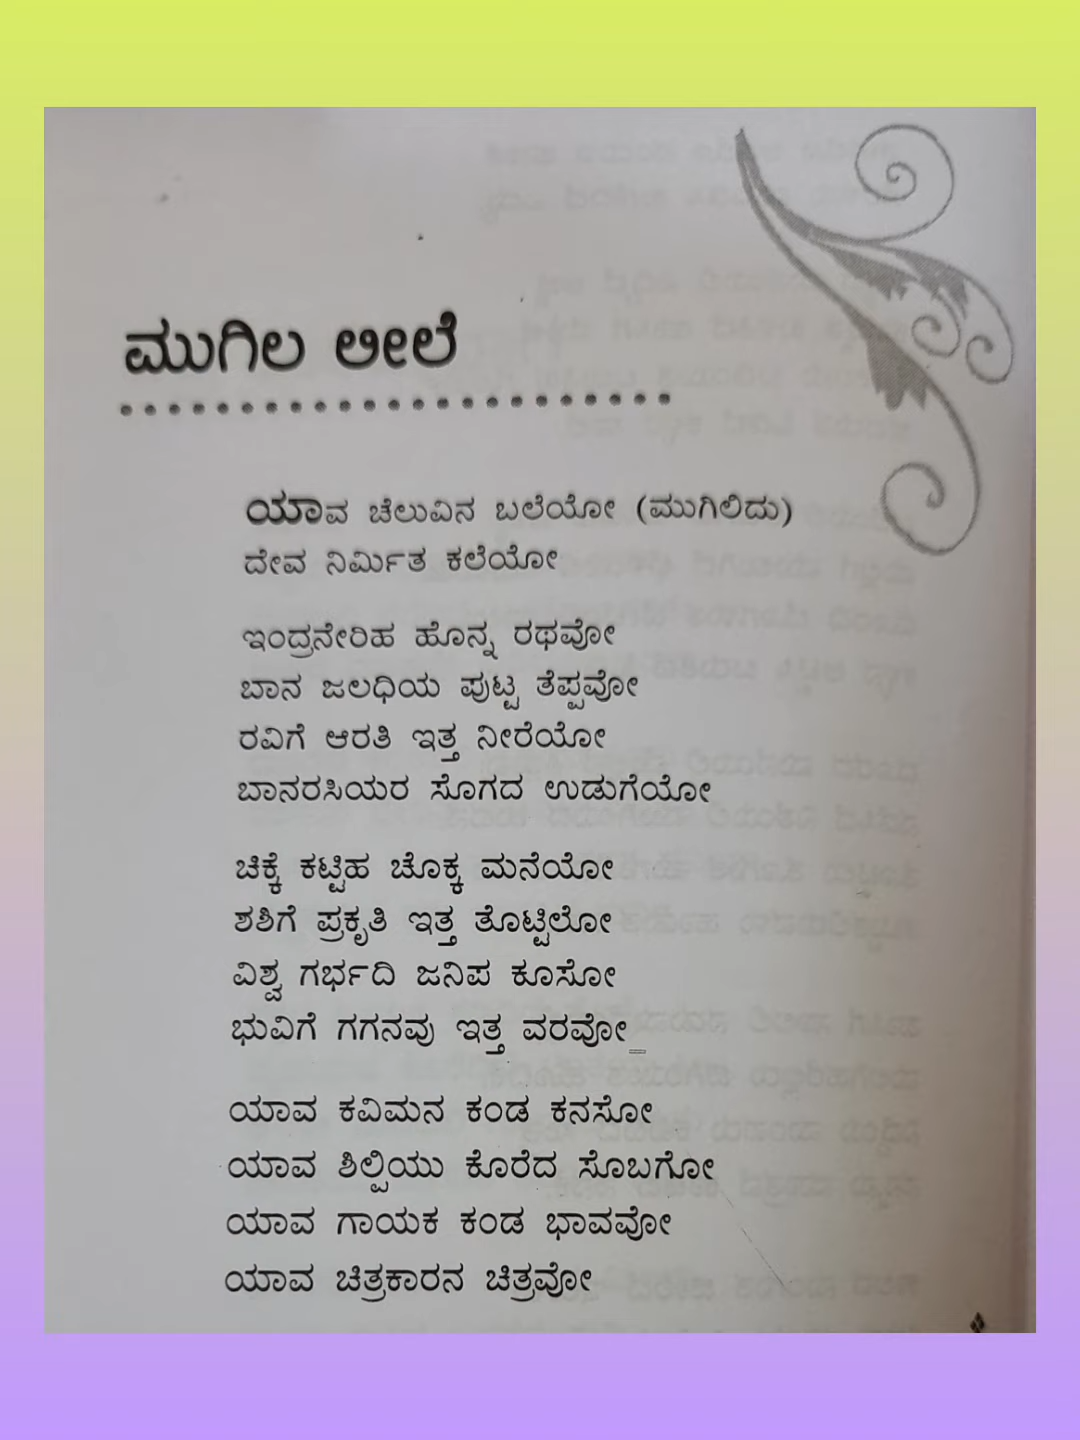 ಮುಗಿಲ ಲೀಲೆ
ಯಾವ ಚೆಲುವಿನ ಬಲೆಯೋ (ಮುಗಿಲಿದು)
ದೇವ ನಿರ್ಮಿತ ಕಲೆಯೋ
ಇಂದ್ರನೇರಿಹ ಹೊನ್ನ ರಥವೋ
ಬಾನ ಜಲಧಿಯ ಪುಟ್ಟ ತೆಪ್ಪವೋ
ರವಿಗೆ ಆರತಿ ಇತ್ತ ನೀರೆಯೋ
ಬಾನರಸಿಯರ ಸೊಗದ ಉಡುಗೆಯೋ
ಚಿಕ್ಕೆ ಕಟ್ಟಿಹ ಚೊಕ್ಕ ಮನೆಯೋ
ಶಶಿಗೆ ಪ್ರಕೃತಿ ಇತ್ತ ತೊಟ್ಟಿಲೋ
ವಿಶ್ವ ಗರ್ಭದಿ ಜನಿಪ ಕೂಸೋ
ಭುವಿಗೆ ಗಗನವು ಇತ್ತ ವರವೋ
ಯಾವ ಕವಿಮನ ಕಂಡ ಕನಸೋ
ಯಾವ ಶಿಲ್ಪಿಯು ಕೊರೆದ ಸೊಬಗೋ
ಯಾವ ಗಾಯಕ ಕಂಡ ಭಾವವೋ
ಯಾವ ಚಿತ್ರಕಾರನ ಚಿತ್ರವೋ